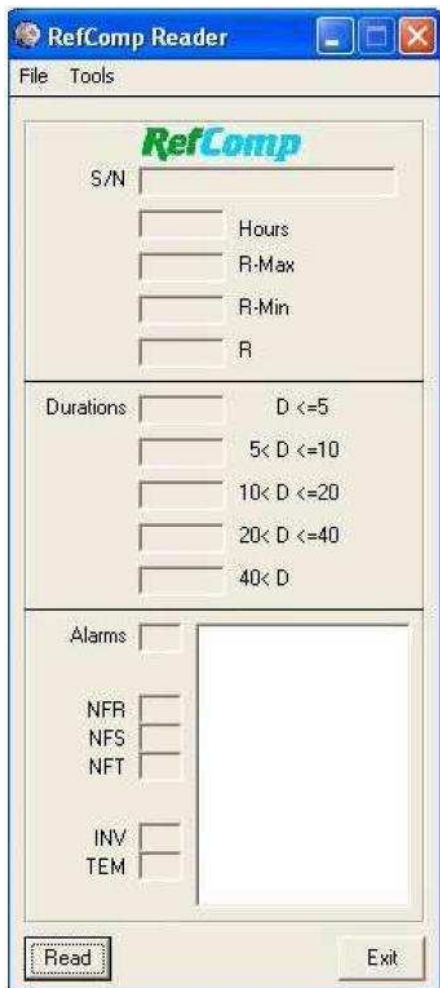 RefComp Reader
File Tools
RefComp
S/N
Hours
R-Max
R-Min
R
Durations D <=5
5< D <=10
10< D <=20
20< D <=40
40< D
Alarms
NFR
NFS
NFT
INV
TEM
Read Exit